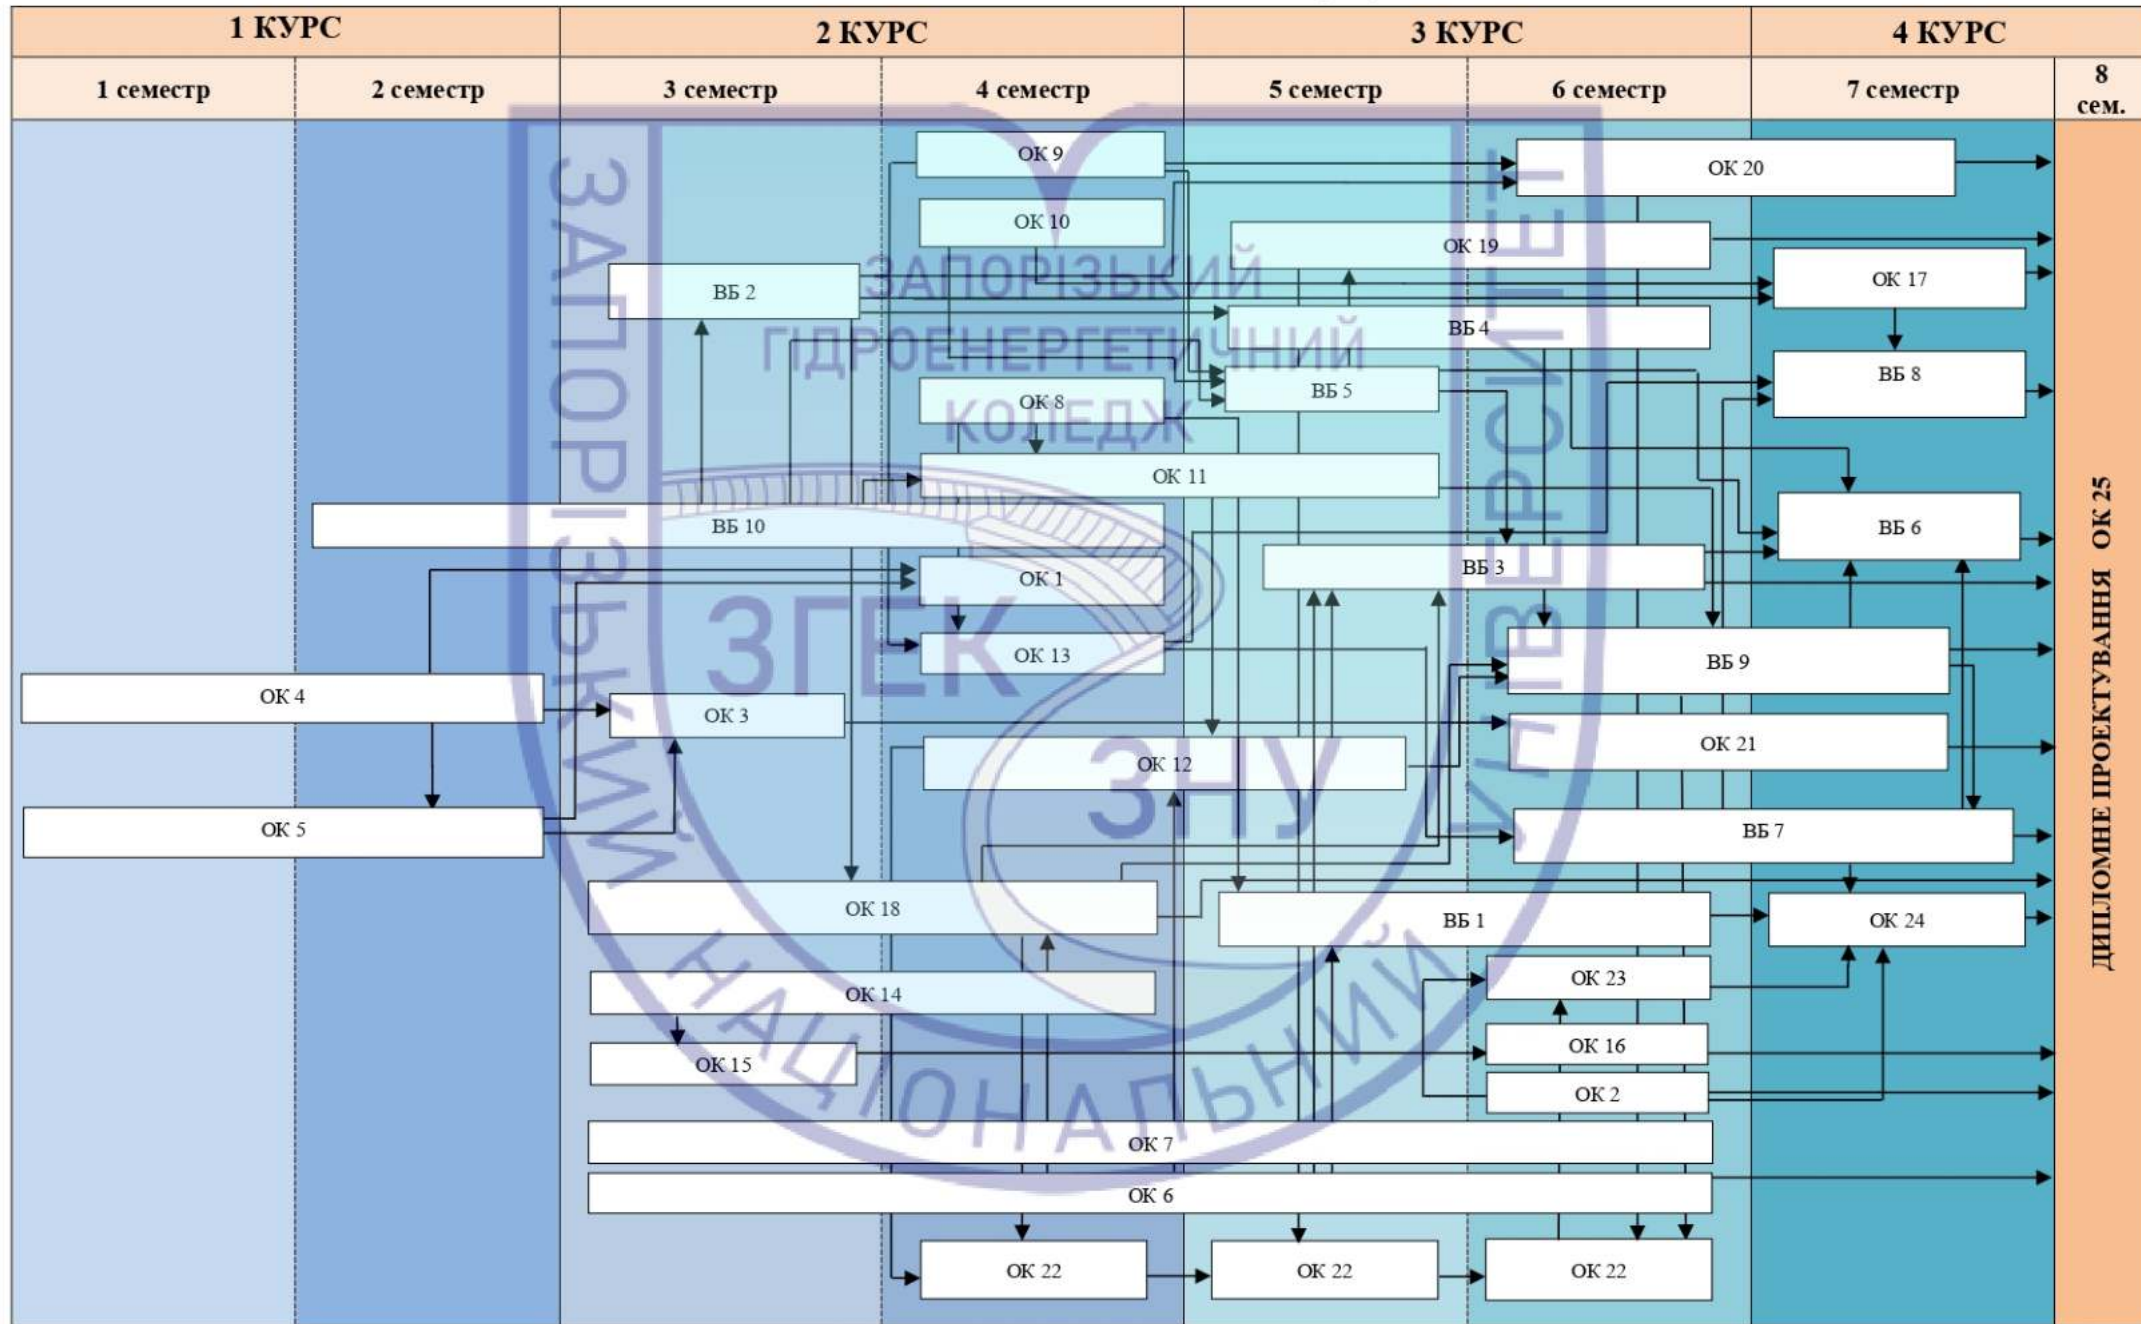 1 КУРС
2 КУРС
3 КУРС
4 КУРС
1 семестр
2 семестр
3 семестр
4 семестр
5 семестр
6 семестр
7 семестр
8
сем.
ОК 9
ОК 20
ОК 10
ОК 19
ОК 17
ВБ 2
ВБ 4
ВБ 8
ВБ 5
ОК 8
ОК 11
ВБ 10
ВБ 6
ОК 1
ВБ 3
ОК 13
ВБ 9
ОК 4
ОК 3
ОК 21
ОК 12
ОК 5
ВБ 7
ОК 18
ВБ 1
ОК 24
ОК 23
ОК 14
ОК 16
ОК 15
ОК 2
ОК 7
ОК 6
ОК 22
ОК 22
ОК 22
ДИПЛОМНЕ ПРОЕКТУВАННЯ ОК 25
ЗАПОРІЗЬКИЙ НАЦІОНАЛЬНИЙ УНІВЕРСИТЕТ
ЗАПОРІЗЬКИЙ
ГІДРОЕНЕРГЕТИЧНИЙ
КОЛЕДЖ
ЗГЕК
ЗНУ